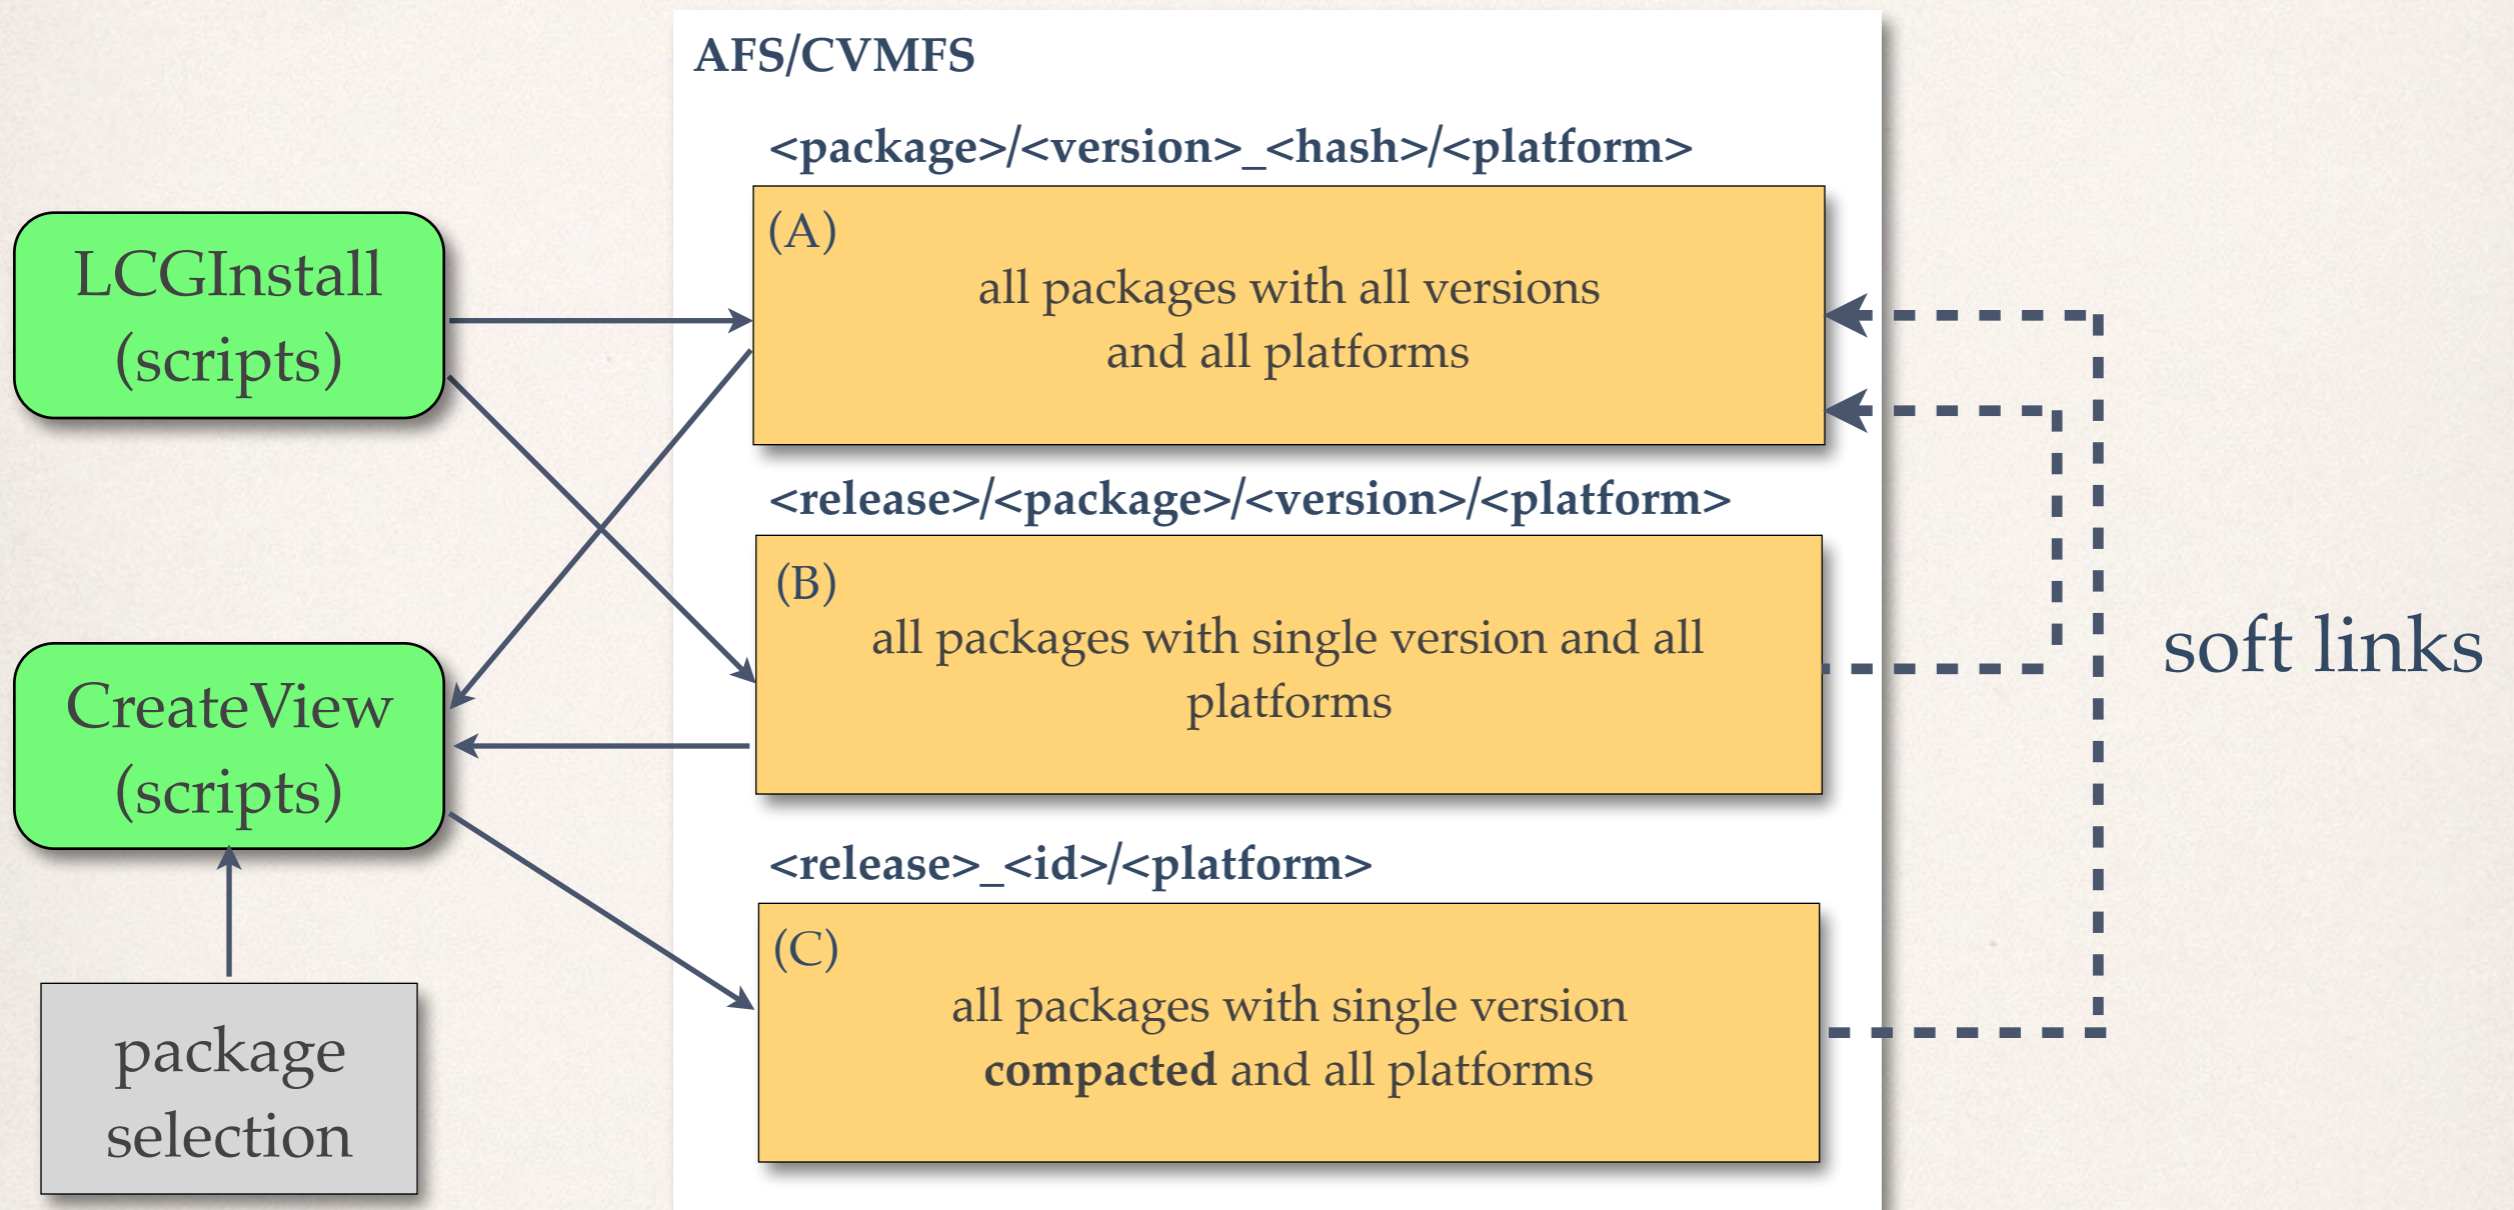 AFS/CVMFS
<package>/<version>_<hash>/<platform>
(A)
all packages with all versions
and all platforms
LCGInstall
(scripts)
<release>/<package>/<version>/<platform>
(B)
all packages with single version and all
platforms
soft links
CreateView
(scripts)
<release>_<id>/<platform>
(C)
all packages with single version
compacted and all platforms
package
selection